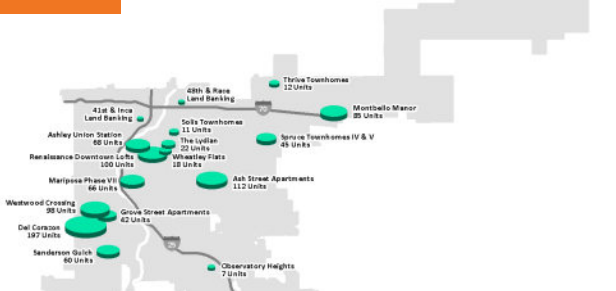 Thrive Townhomes
12 Units
48th & Race
Land Banking
41st & Inca
Land Banking
Montbello Manor
85 Units
Solis Townhomes
11 Units
Ashley Union Station
68 Units
The Lydian
22 Units
Spruce Townhomes IV & V
45 Units
Renaissance Downtown Lofts
100 Units
Wheatley Flats
18 Units
Mariposa Phase VII
66 Units
Ash Street Apartments
112 Units
Westwood Crossing
98 Units
Grove Street Apartments
42 Units
Del Corazon
197 Units
Sanderson Gulch
60 Units
Observatory Heights
7 Units